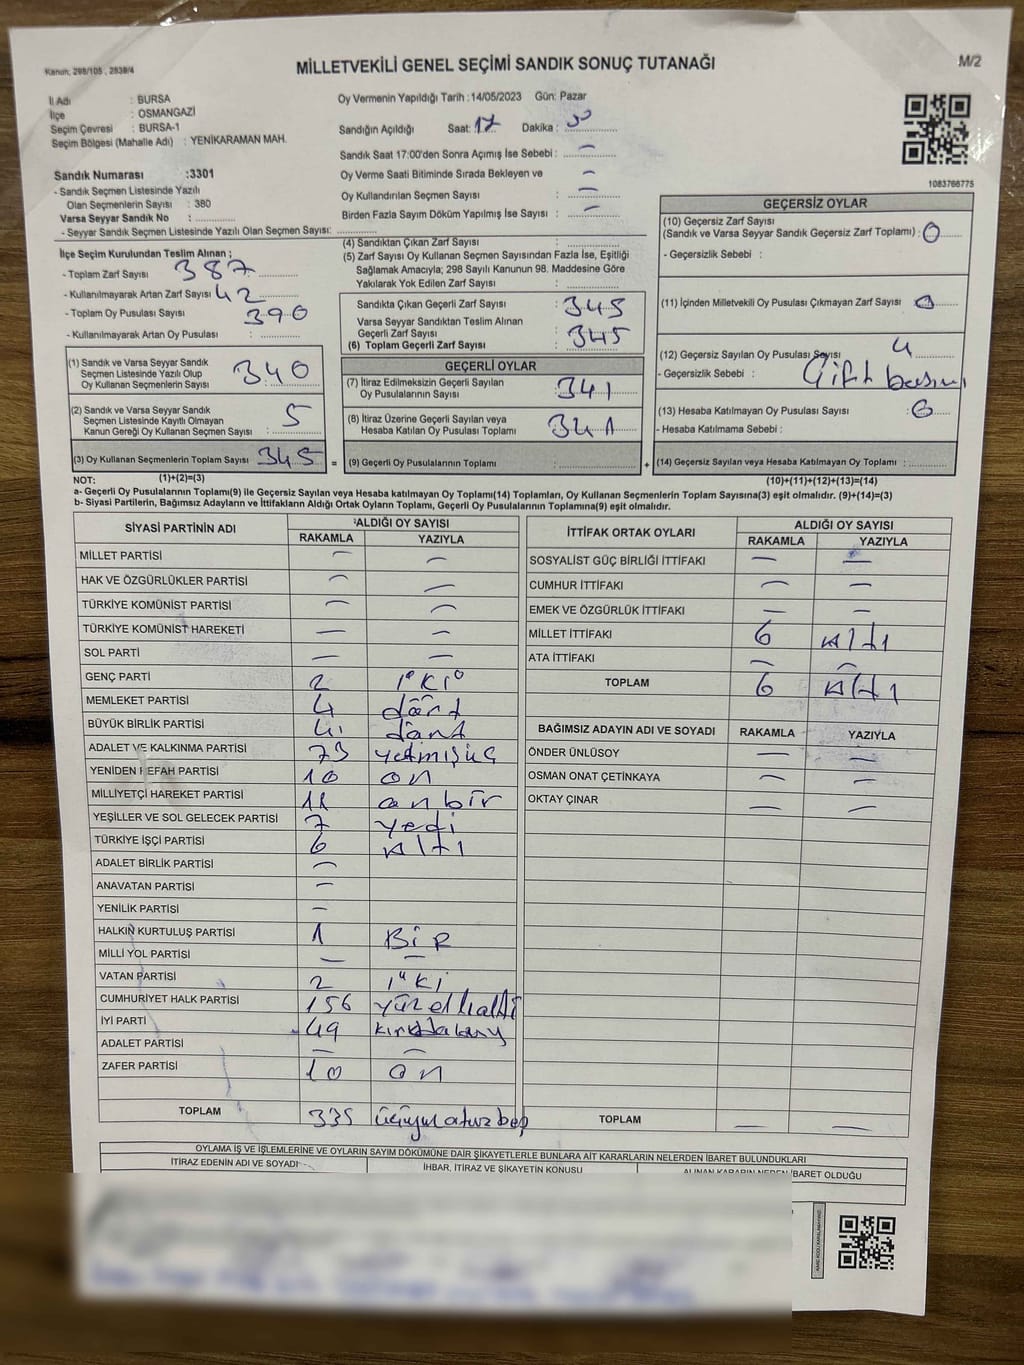 Kanun; 298/105 , 2839/4
MİLLETVEKİLİ GENEL SEÇİMİ SANDIK SONUÇ TUTANAĞI
M/2
İl Adı : BURSA
İlçe : OSMANGAZİ
Seçim Çevresi : BURSA-1
Seçim Bölgesi (Mahalle Adı) : YENİKARAMAN MAH.
Oy Vermenin Yapıldığı Tarih :14/05/2023 Gün: Pazar
Sandığın Açıldığı Saat: 17 Dakika : 30
Sandık Saat 17:00'den Sonra Açımış İse Sebebi : –
Oy Verme Saati Bitiminde Sırada Bekleyen ve –
Oy Kullandırılan Seçmen Sayısı –
Birden Fazla Sayım Döküm Yapılmış İse Sayısı : –
1083766775
Sandık Numarası :3301
- Sandık Seçmen Listesinde Yazılı
Olan Seçmenlerin Sayısı : 380
Varsa Seyyar Sandık No :
- Seyyar Sandık Seçmen Listesinde Yazılı Olan Seçmen Sayısı:
İlçe Seçim Kurulundan Teslim Alınan ;
- Toplam Zarf Sayısı 387
- Kullanılmayarak Artan Zarf Sayısı 42
- Toplam Oy Pusulası Sayısı 390
- Kullanılmayarak Artan Oy Pusulası :
(1) Sandık ve Varsa Seyyar Sandık
Seçmen Listesinde Yazılı Olup
Oy Kullanan Seçmenlerin Sayısı 340
(2) Sandık ve Varsa Seyyar Sandık
Seçmen Listesinde Kayıtlı Olmayan
Kanun Gereği Oy Kullanan Seçmen Sayısı : 5
(3) Oy Kullanan Seçmenlerin Toplam Sayısı 345 =
(1)+(2)=(3)
(4) Sandıktan Çıkan Zarf Sayısı :
(5) Zarf Sayısı Oy Kullanan Seçmen Sayısından Fazla İse, Eşitliği
Sağlamak Amacıyla; 298 Sayılı Kanunun 98. Maddesine Göre
Yakılarak Yok Edilen Zarf Sayısı :
Sandıkta Çıkan Geçerli Zarf Sayısı : 345
Varsa Seyyar Sandıktan Teslim Alınan
Geçerli Zarf Sayısı :
(6) Toplam Geçerli Zarf Sayısı 345
GEÇERLİ OYLAR
(7) İtiraz Edilmeksizin Geçerli Sayılan
Oy Pusulalarının Sayısı 341
(8) İtiraz Üzerine Geçerli Sayılan veya
Hesaba Katılan Oy Pusulası Toplamı 341
(9) Geçerli Oy Pusulalarının Toplamı : +
GEÇERSİZ OYLAR
(10) Geçersiz Zarf Sayısı
(Sandık ve Varsa Seyyar Sandık Geçersiz Zarf Toplamı) : 0
- Geçersizlik Sebebi :
(11) İçinden Milletvekili Oy Pusulası Çıkmayan Zarf Sayısı 0
(12) Geçersiz Sayılan Oy Pusulası Sayısı 4
- Geçersizlik Sebebi : Çift basımı
(13) Hesaba Katılmayan Oy Pusulası Sayısı : 0
- Hesaba Katılmama Sebebi :
(14) Geçersiz Sayılan veya Hesaba Katılmayan Oy Toplamı :
(10)+(11)+(12)+(13)=(14)
NOT:
a- Geçerli Oy Pusulalarının Toplamı(9) ile Geçersiz Sayılan veya Hesaba katılmayan Oy Toplamı(14) Toplamları, Oy Kullanan Seçmenlerin Toplam Sayısına(3) eşit olmalıdır. (9)+(14)=(3)
b- Siyasi Partilerin, Bağımsız Adayların ve İttifakların Aldığı Ortak Oyların Toplamı, Geçerli Oy Pusulalarının Toplamına(9) eşit olmalıdır.
SİYASİ PARTİNİN ADI ALDIĞI OY SAYISI
RAKAMLA YAZIYLA
MİLLET PARTİSİ – –
HAK VE ÖZGÜRLÜKLER PARTİSİ – –
TÜRKİYE KOMÜNİST PARTİSİ – –
TÜRKİYE KOMÜNİST HAREKETİ – –
SOL PARTİ – –
GENÇ PARTİ 2 iki
MEMLEKET PARTİSİ 4 dört
BÜYÜK BİRLİK PARTİSİ 4 dört
ADALET VE KALKINMA PARTİSİ 73 yetmişüç
YENİDEN REFAH PARTİSİ 10 on
MİLLİYETÇİ HAREKET PARTİSİ 11 onbir
YEŞİLLER VE SOL GELECEK PARTİSİ 7 yedi
TÜRKİYE İŞÇİ PARTİSİ 6 Altı
ADALET BİRLİK PARTİSİ –
ANAVATAN PARTİSİ –
YENİLİK PARTİSİ –
HALKIN KURTULUŞ PARTİSİ 1 BİR
MİLLİ YOL PARTİSİ – –
VATAN PARTİSİ 2 iki
CUMHURİYET HALK PARTİSİ 156 yüzellialtı
İYİ PARTİ 49 kırkdokuz
ADALET PARTİSİ – –
ZAFER PARTİSİ 10 on
TOPLAM 335 üçyüzotuzbeş
İTTİFAK ORTAK OYLARI ALDIĞI OY SAYISI
RAKAMLA YAZIYLA
SOSYALİST GÜÇ BİRLİĞİ İTTİFAKI – –
CUMHUR İTTİFAKI – –
EMEK VE ÖZGÜRLÜK İTTİFAKI – –
MİLLET İTTİFAKI 6 Altı
ATA İTTİFAKI – –
TOPLAM 6 Altı
BAĞIMSIZ ADAYIN ADI VE SOYADI RAKAMLA YAZIYLA
ÖNDER ÜNLÜSOY – –
OSMAN ONAT ÇETİNKAYA – –
OKTAY ÇINAR – –
TOPLAM – –
OYLAMA İŞ VE İŞLEMLERİNE VE OYLARIN SAYIM DÖKÜMÜNE DAİR ŞİKAYETLERLE BUNLARA AİT KARARLARIN NELERDEN İBARET BULUNDUKLARI
İTİRAZ EDENİN ADI VE SOYADI İHBAR, İTİRAZ VE ŞİKAYETİN KONUSU ALINAN KARARIN NEDEN İBARET OLDUĞU